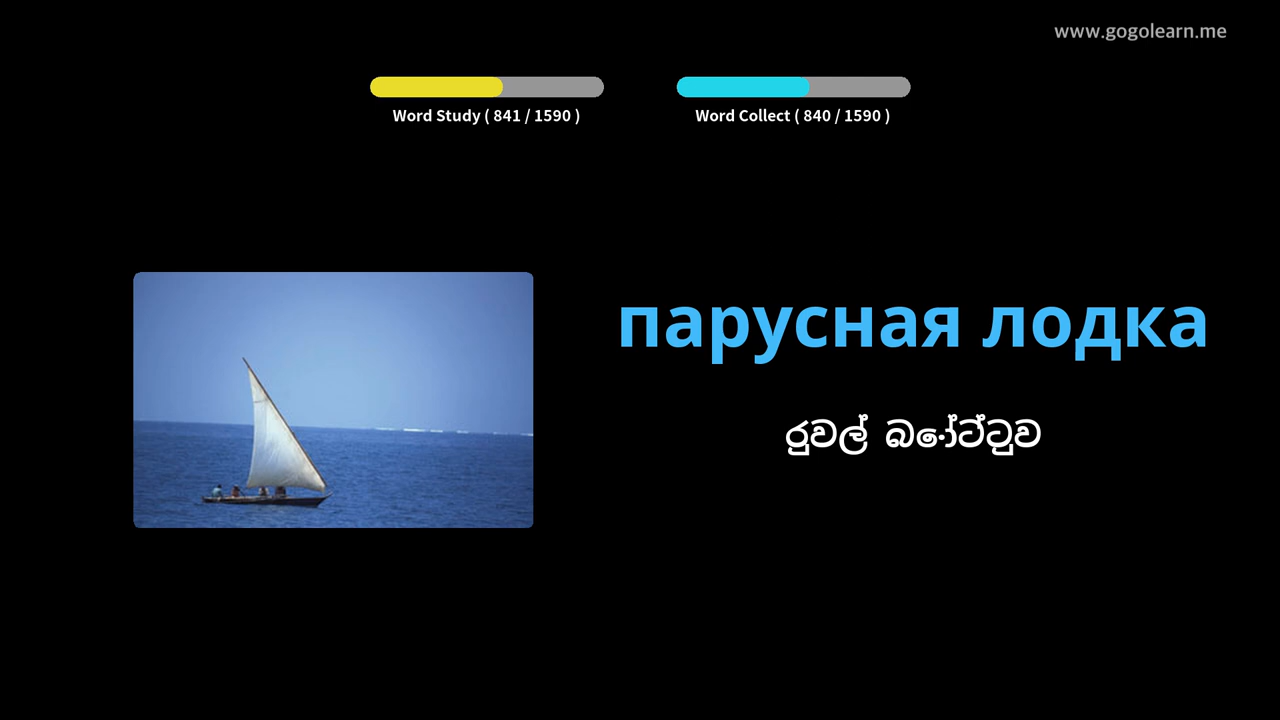 www.gogolearn.me
Word Study ( 841 / 1590 )
Word Collect ( 840 / 1590 )
парусная лодка
රුවල් බෝට්ටුව